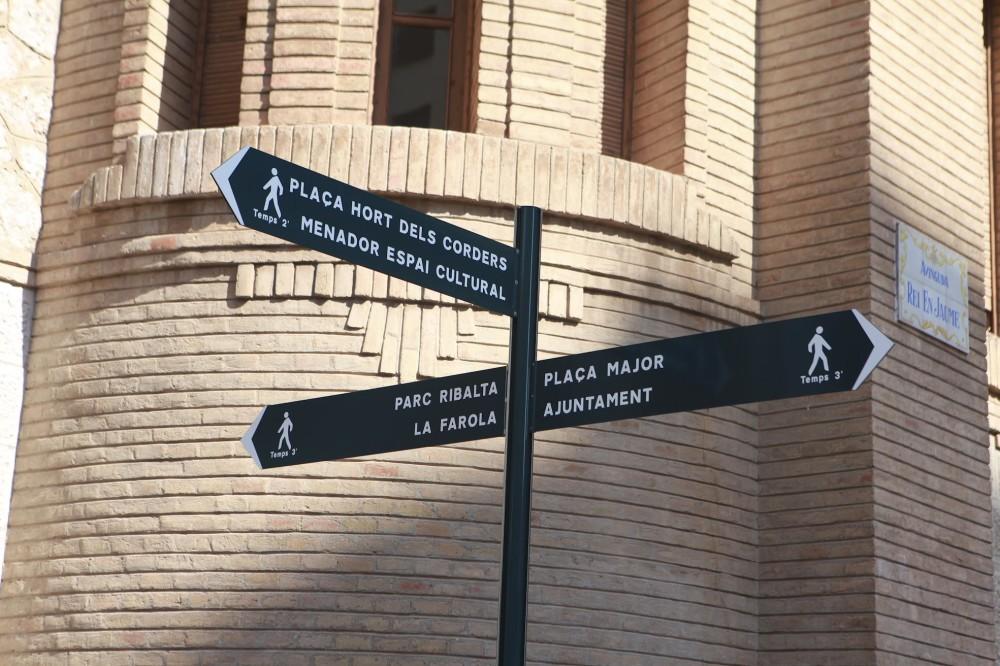 PLAÇA HORT DELS CORDERS
MENADOR ESPAI CULTURAL
Temps 2'
PARC RIBALTA
LA FAROLA
Temps 3'
PLAÇA MAJOR
AJUNTAMENT
Temps 3'
AVINGUDA
REI EN JAUME